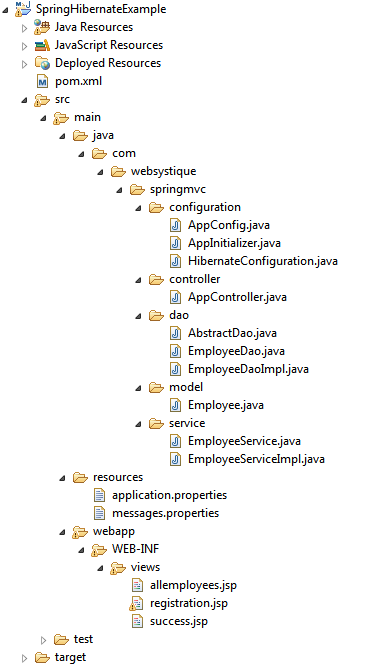 SpringHibernateExample
Java Resources
JavaScript Resources
Deployed Resources
pom.xml
src
main
java
com
websystique
springmvc
configuration
AppConfig.java
AppInitializer.java
HibernateConfiguration.java
controller
AppController.java
dao
AbstractDao.java
EmployeeDao.java
EmployeeDaoImpl.java
model
Employee.java
service
EmployeeService.java
EmployeeServiceImpl.java
resources
application.properties
messages.properties
webapp
WEB-INF
views
allemployees.jsp
registration.jsp
success.jsp
test
target